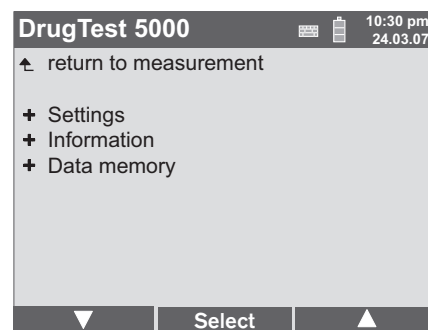 DrugTest 5000
10:30 pm
24.03.07
return to measurement
Settings
Information
Data memory
Select